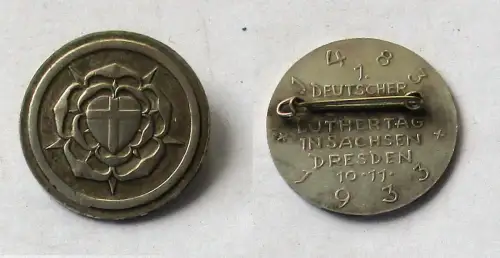 1483
1.
DEUTSCHER
LUTHERTAG
IN SACHSEN
DRESDEN
10·11·
1933